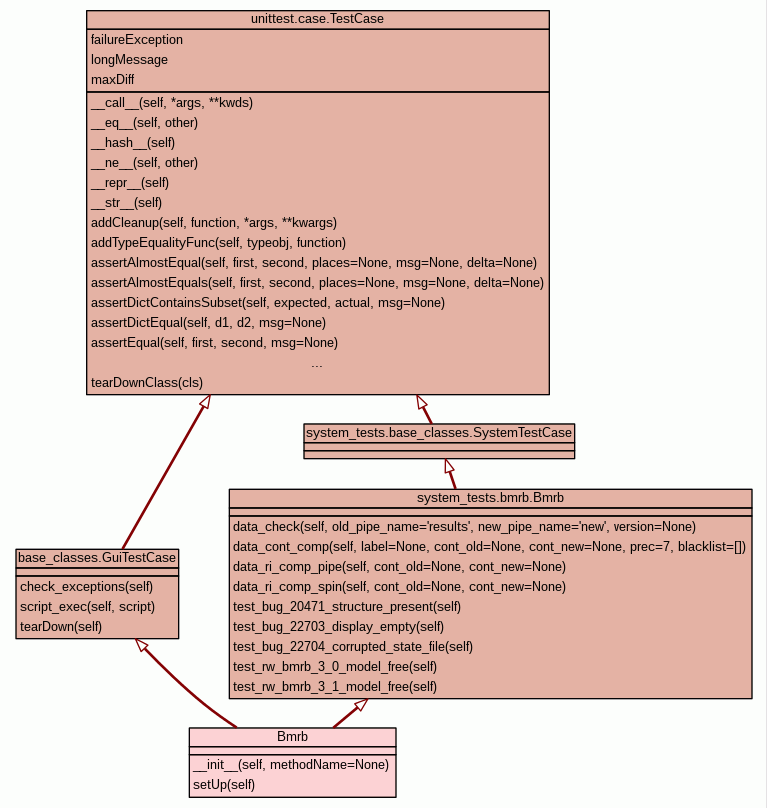 unittest.case.TestCase
failureException
longMessage
maxDiff
__call__(self, *args, **kwds)
__eq__(self, other)
__hash__(self)
__ne__(self, other)
__repr__(self)
__str__(self)
addCleanup(self, function, *args, **kwargs)
addTypeEqualityFunc(self, typeobj, function)
assertAlmostEqual(self, first, second, places=None, msg=None, delta=None)
assertAlmostEquals(self, first, second, places=None, msg=None, delta=None)
assertDictContainsSubset(self, expected, actual, msg=None)
assertDictEqual(self, d1, d2, msg=None)
assertEqual(self, first, second, msg=None)
...
tearDownClass(cls)
system_tests.base_classes.SystemTestCase
system_tests.bmrb.Bmrb
data_check(self, old_pipe_name='results', new_pipe_name='new', version=None)
data_cont_comp(self, label=None, cont_old=None, cont_new=None, prec=7, blacklist=[])
data_ri_comp_pipe(self, cont_old=None, cont_new=None)
data_ri_comp_spin(self, cont_old=None, cont_new=None)
test_bug_20471_structure_present(self)
test_bug_22703_display_empty(self)
test_bug_22704_corrupted_state_file(self)
test_rw_bmrb_3_0_model_free(self)
test_rw_bmrb_3_1_model_free(self)
base_classes.GuiTestCase
check_exceptions(self)
script_exec(self, script)
tearDown(self)
Bmrb
__init__(self, methodName=None)
setUp(self)